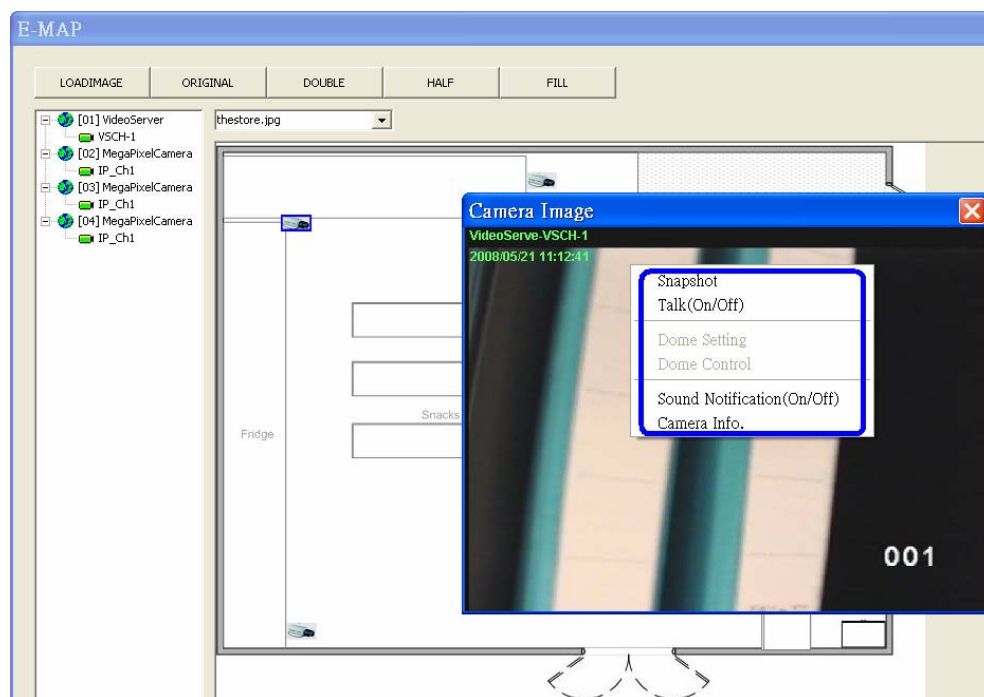 E-MAP
LOADIMAGE ORIGINAL DOUBLE HALF FILL
[01] VideoServer
VSCH-1
[02] MegaPixelCamera
IP_Ch1
[03] MegaPixelCamera
IP_Ch1
[04] MegaPixelCamera
IP_Ch1
thestore.jpg
Fridge
Snacks
Camera Image
VideoServe-VSCH-1
2008/05/21 11:12:41
Snapshot
Talk(On/Off)
Dome Setting
Dome Control
Sound Notification(On/Off)
Camera Info.
001